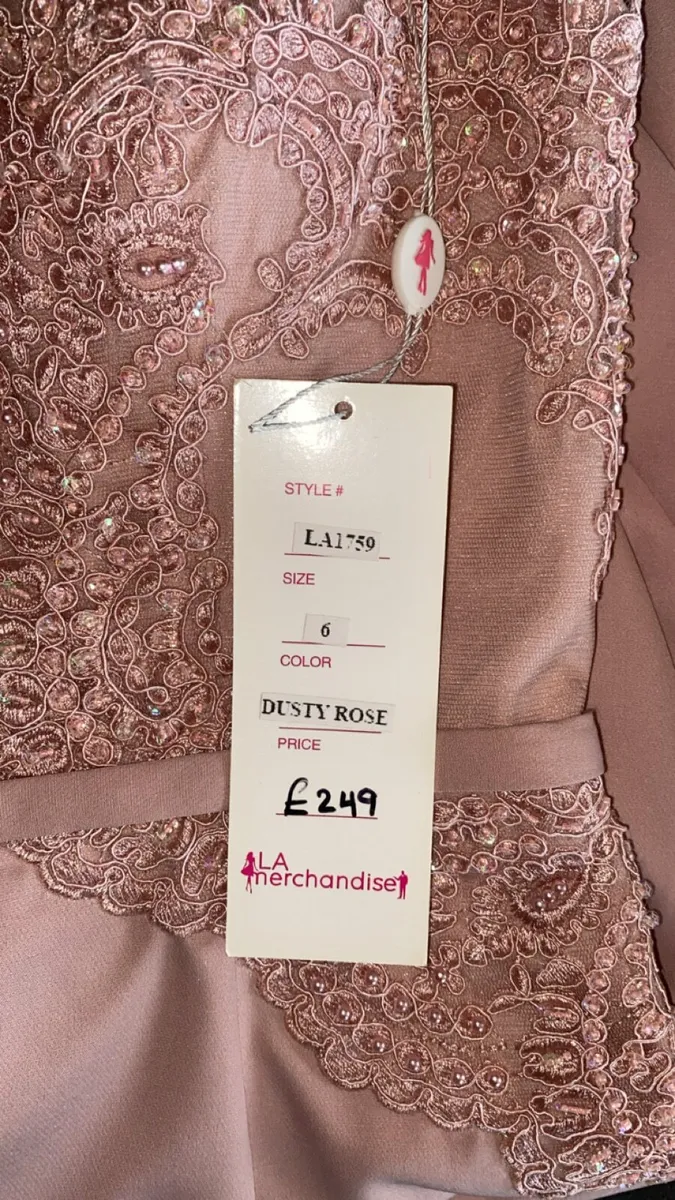 STYLE #
LA1759
SIZE
6
COLOR
DUSTY ROSE
PRICE
£249
LA
merchandise